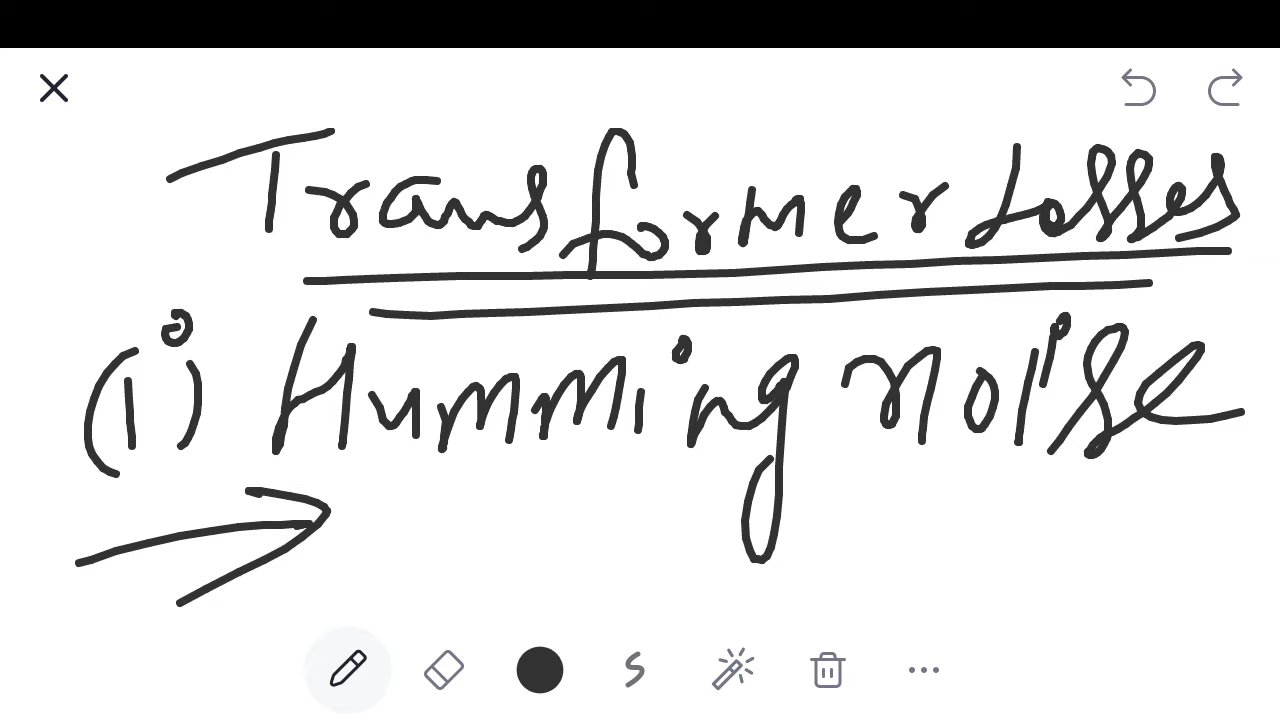 Transformer Losses
(i) Humming noise
→